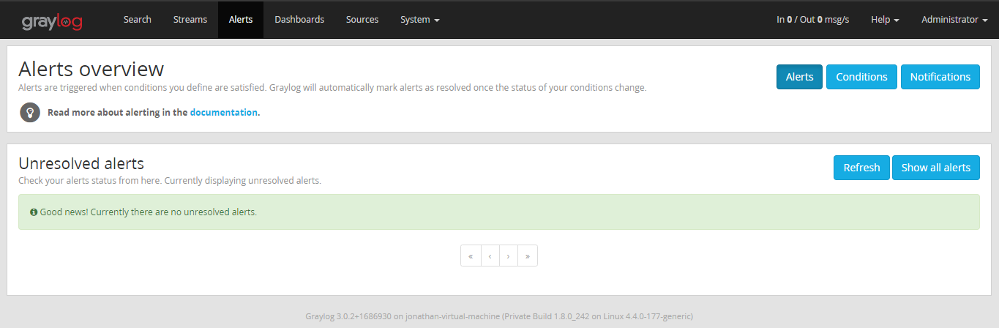 graylog Search Streams Alerts Dashboards Sources System In 0 / Out 0 msg/s Help Administrator
Alerts overview
Alerts Conditions Notifications
Alerts are triggered when conditions you define are satisfied. Graylog will automatically mark alerts as resolved once the status of your conditions change.
Read more about alerting in the documentation.
Unresolved alerts
Refresh Show all alerts
Check your alerts status from here. Currently displaying unresolved alerts.
Good news! Currently there are no unresolved alerts.
« ‹ › »
Graylog 3.0.2+1686930 on jonathan-virtual-machine (Private Build 1.8.0_242 on Linux 4.4.0-177-generic)